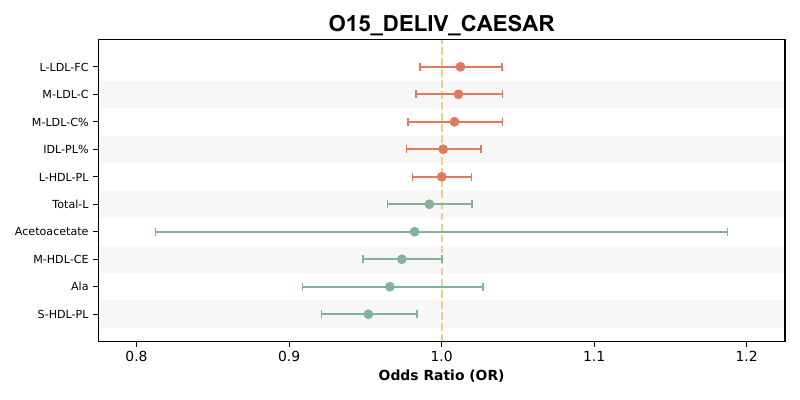 O15_DELIV_CAESAR
L-LDL-FC
M-LDL-C
M-LDL-C%
IDL-PL%
L-HDL-PL
Total-L
Acetoacetate
M-HDL-CE
Ala
S-HDL-PL
0.8 0.9 1.0 1.1 1.2
Odds Ratio (OR)